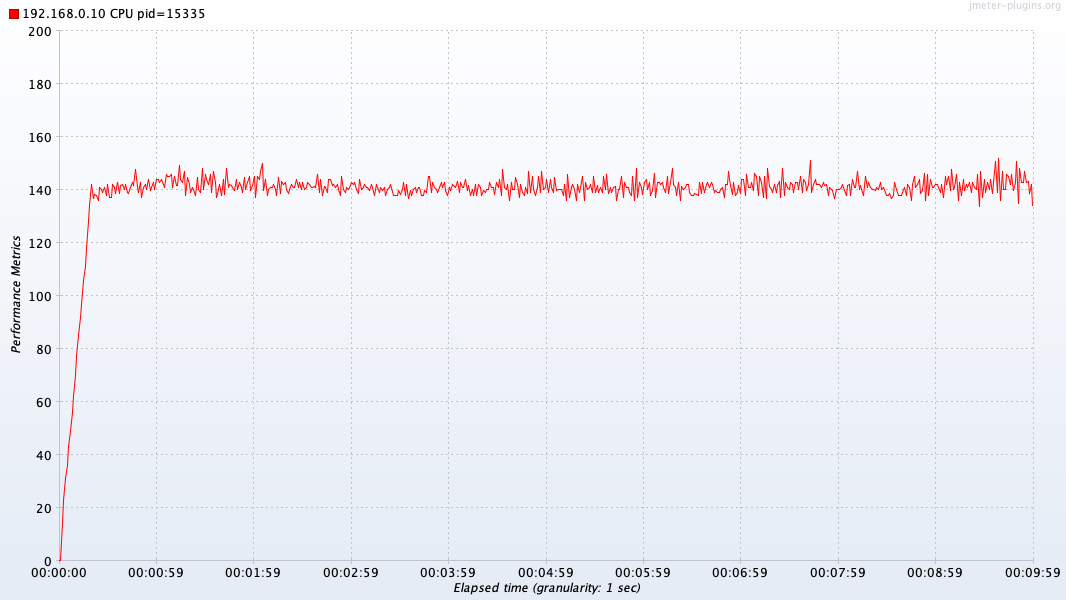 jmeter-plugins.org
192.168.0.10 CPU pid=15335
200
180
160
140
120
100
80
60
40
20
0
Performance Metrics
00:00:00 00:00:59 00:01:59 00:02:59 00:03:59 00:04:59 00:05:59 00:06:59 00:07:59 00:08:59 00:09:59
Elapsed time (granularity: 1 sec)